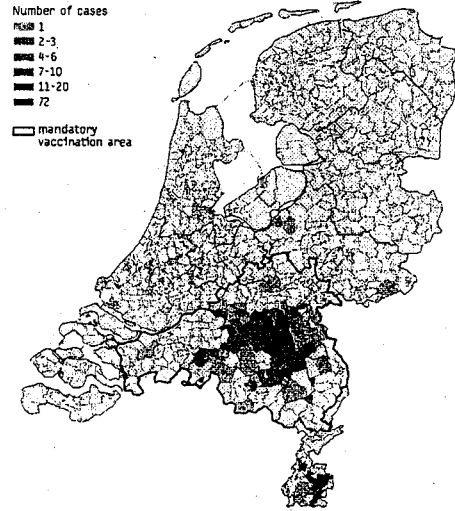 Number of cases
1
2-3
4-6
7-10
11-20
72
mandatory
vaccination area